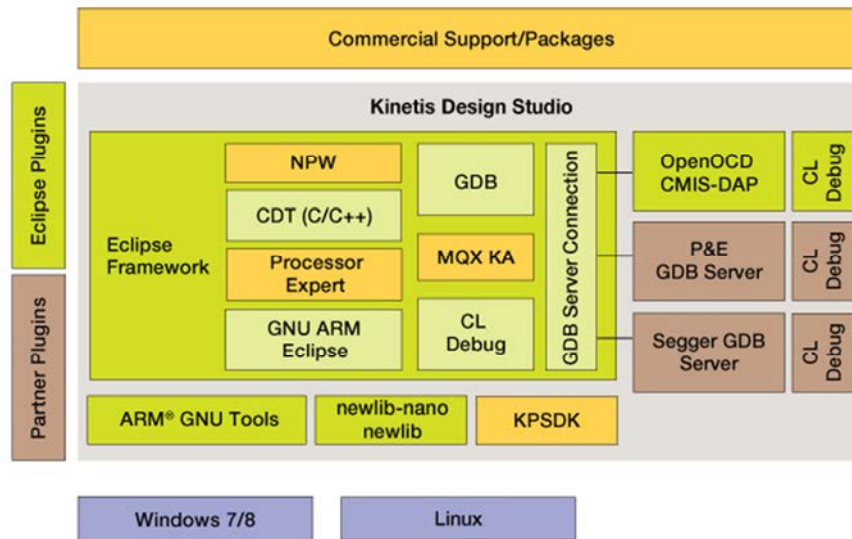 Commercial Support/Packages
Eclipse Plugins
Partner Plugins
Kinetis Design Studio
Eclipse
Framework
NPW
CDT (C/C++)
Processor
Expert
GNU ARM
Eclipse
GDB
MQX KA
CL
Debug
GDB Server Connection
OpenOCD
CMIS-DAP
CL
Debug
P&E
GDB Server
CL
Debug
Segger GDB
Server
CL
Debug
ARM® GNU Tools
newlib-nano
newlib
KPSDK
Windows 7/8
Linux